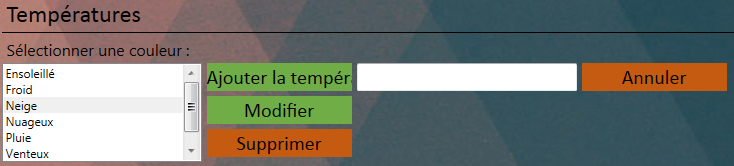 Températures
Sélectionner une couleur :
Ensoleillé
Froid
Neige
Nuageux
Pluie
Venteux
Ajouter la tempéra
Annuler
Modifier
Supprimer